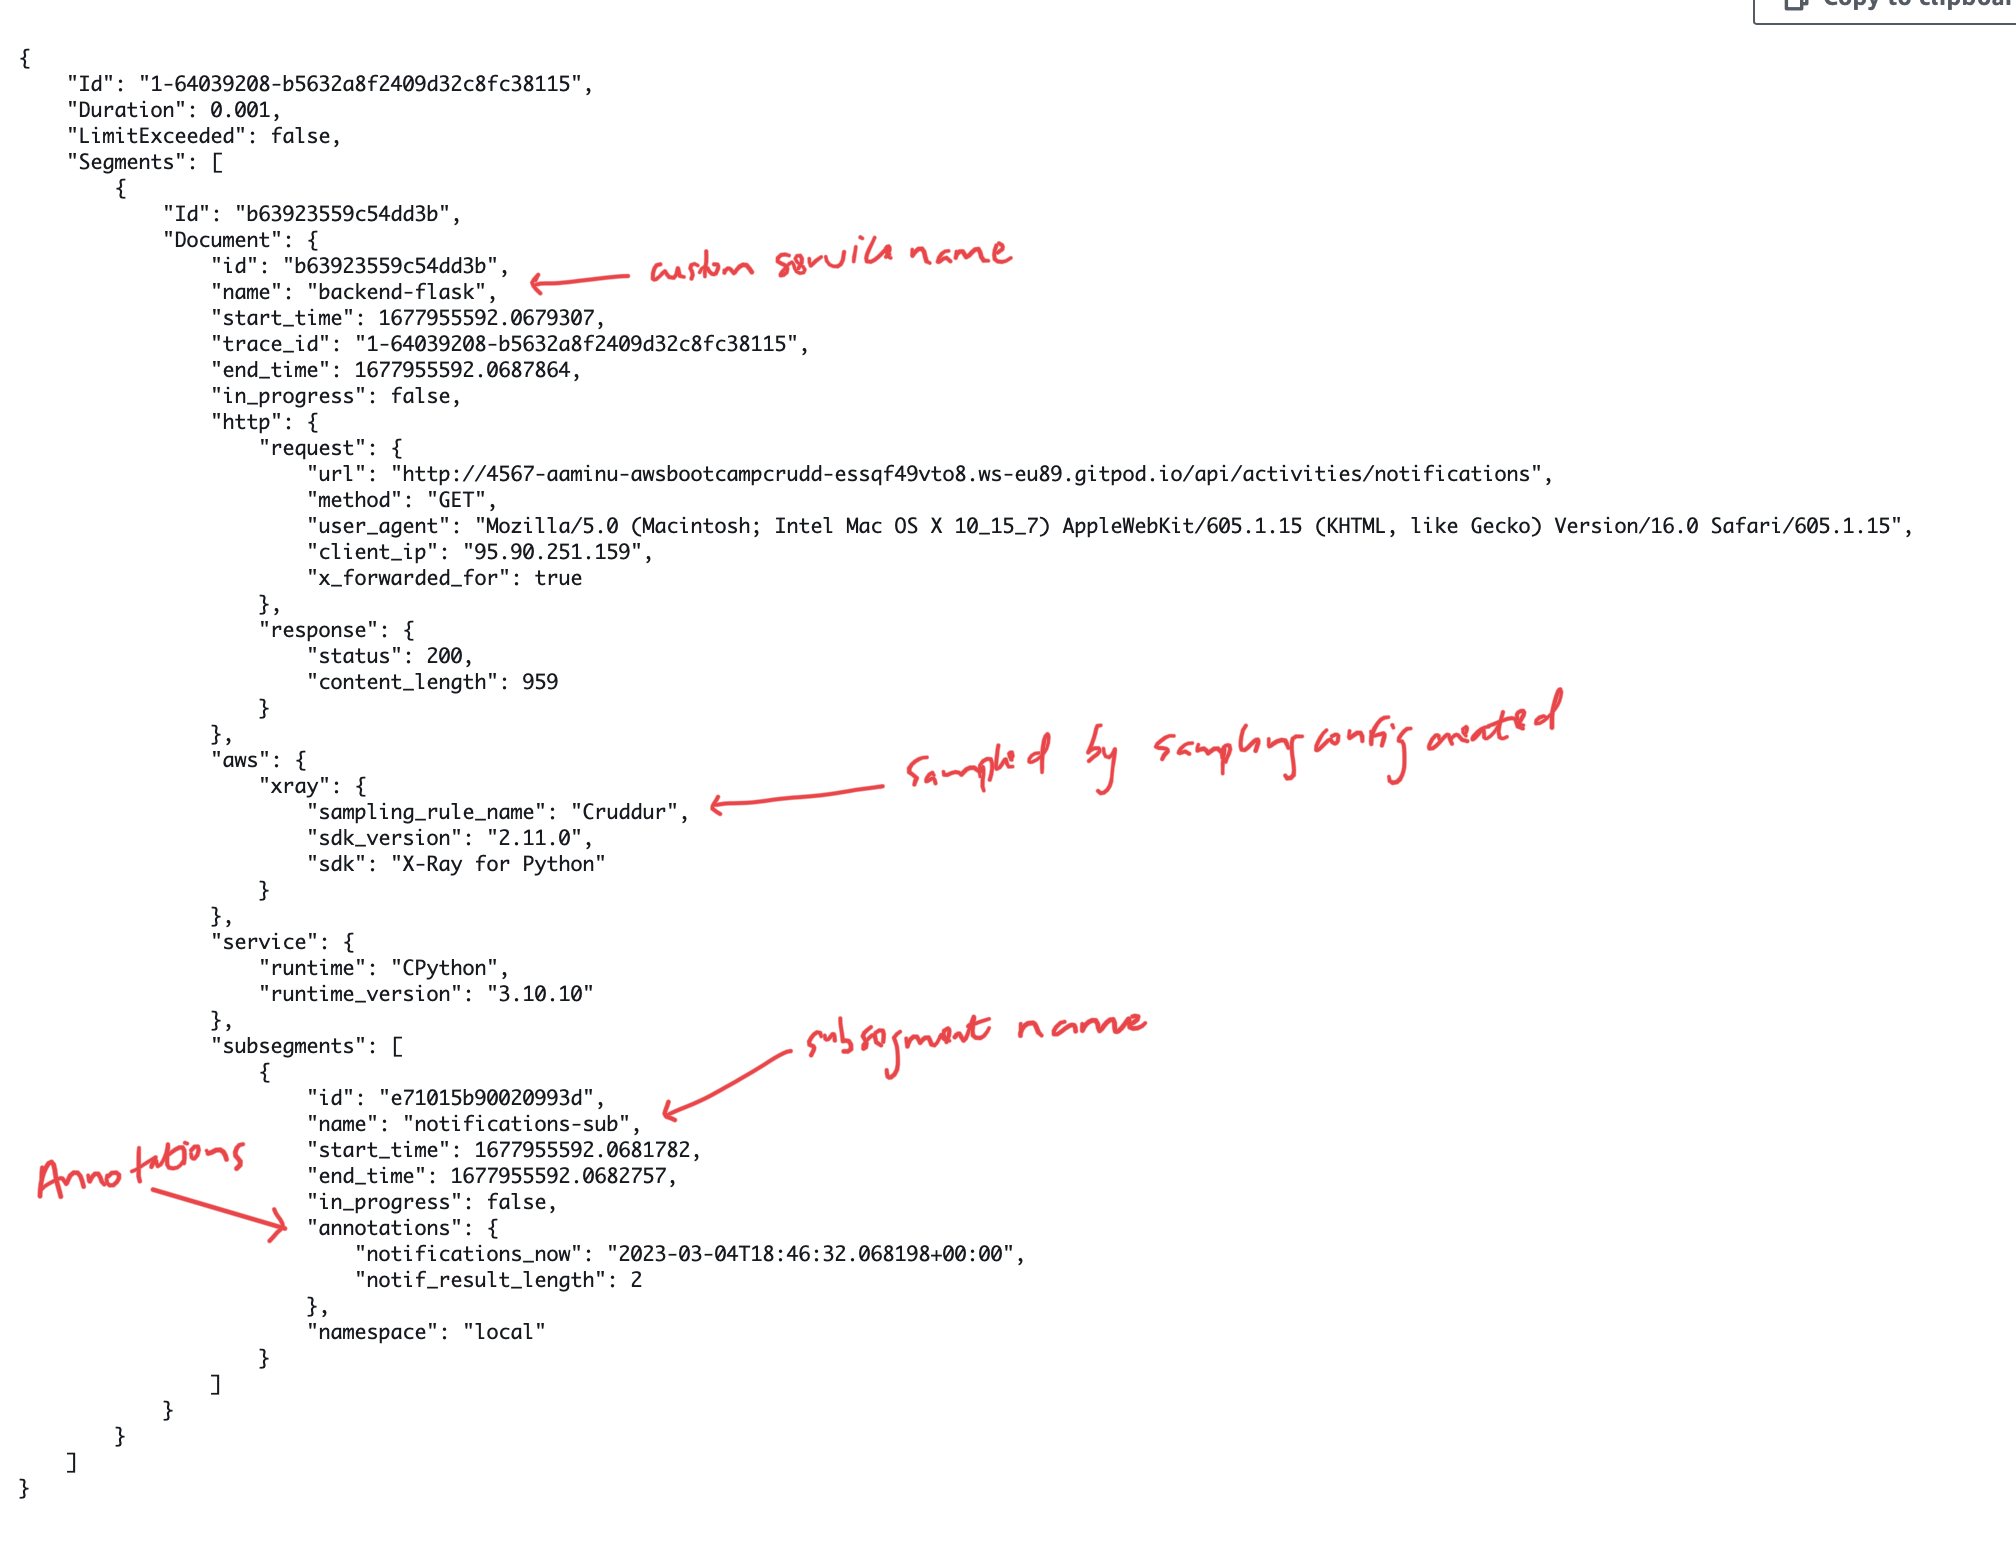 Copy to clipboar
{
"Id": "1-64039208-b5632a8f2409d32c8fc38115",
"Duration": 0.001,
"LimitExceeded": false,
"Segments": [
{
"Id": "b63923559c54dd3b",
"Document": {
"id": "b63923559c54dd3b",
custom service name
"name": "backend-flask",
"start_time": 1677955592.0679307,
"trace_id": "1-64039208-b5632a8f2409d32c8fc38115",
"end_time": 1677955592.0687864,
"in_progress": false,
"http": {
"request": {
"url": "http://4567-aaminu-awsbootcampcrudd-essqf49vto8.ws-eu89.gitpod.io/api/activities/notifications",
"method": "GET",
"user_agent": "Mozilla/5.0 (Macintosh; Intel Mac OS X 10_15_7) AppleWebKit/605.1.15 (KHTML, like Gecko) Version/16.0 Safari/605.1.15",
"client_ip": "95.90.251.159",
"x_forwarded_for": true
},
"response": {
"status": 200,
"content_length": 959
}
},
"aws": {
"xray": {
sampled by sampling config created
"sampling_rule_name": "Cruddur",
"sdk_version": "2.11.0",
"sdk": "X-Ray for Python"
}
},
"service": {
"runtime": "CPython",
"runtime_version": "3.10.10"
},
"subsegments": [
subsegment name
{
"id": "e71015b90020993d",
"name": "notifications-sub",
"start_time": 1677955592.0681782,
Annotations
"end_time": 1677955592.0682757,
"in_progress": false,
"annotations": {
"notifications_now": "2023-03-04T18:46:32.068198+00:00",
"notif_result_length": 2
},
"namespace": "local"
}
]
}
}
]
}